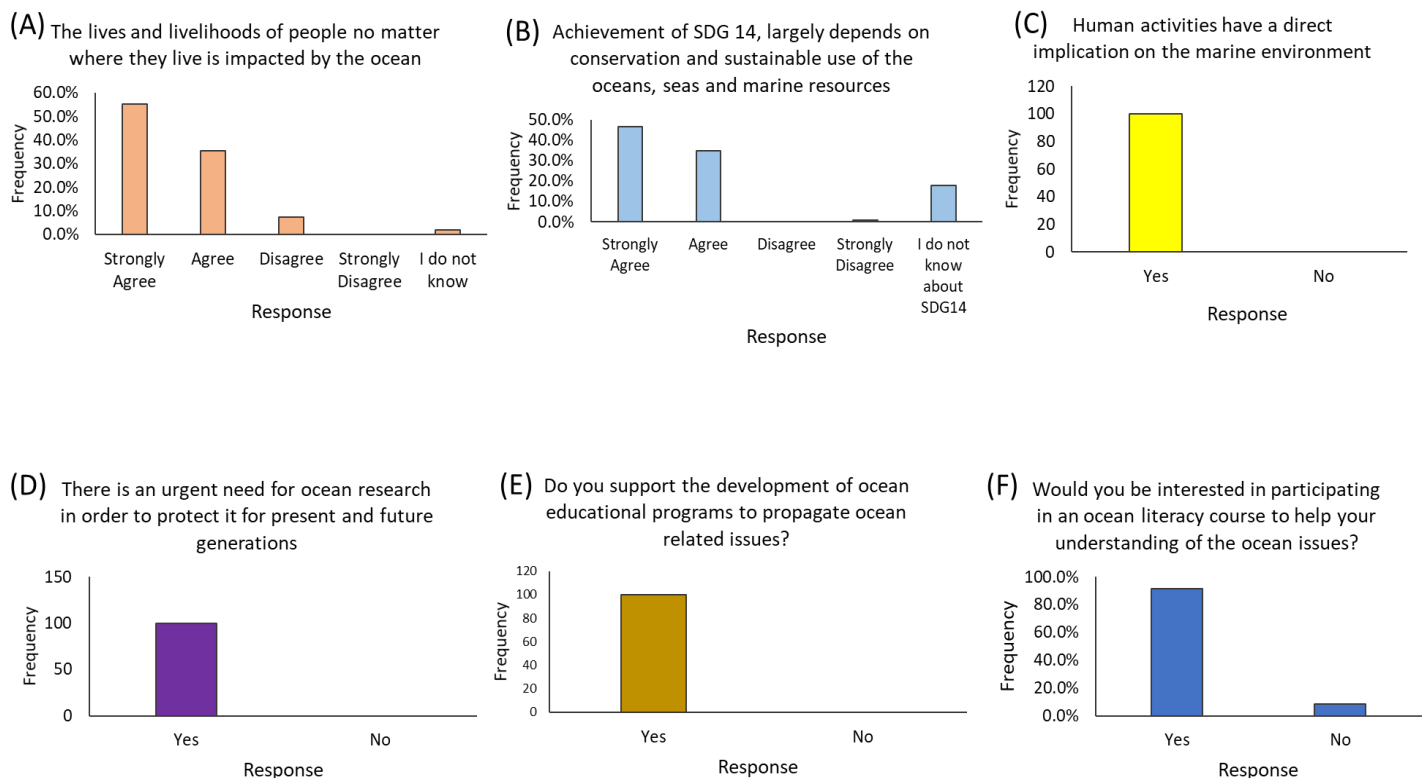 (A)
The lives and livelihoods of people no matter
where they live is impacted by the ocean
Frequency
60.0%
50.0%
40.0%
30.0%
20.0%
10.0%
0.0%
Strongly
Agree
Agree
Disagree
Strongly
Disagree
I do not
know
Response
(B)
Achievement of SDG 14, largely depends on
conservation and sustainable use of the
oceans, seas and marine resources
Frequency
50.0%
40.0%
30.0%
20.0%
10.0%
0.0%
Strongly
Agree
Agree
Disagree
Strongly
Disagree
I do not
know
about
SDG14
Response
(C)
Human activities have a direct
implication on the marine environment
Frequency
120
100
80
60
40
20
0
Yes
No
Response
(D)
There is an urgent need for ocean research
in order to protect it for present and future
generations
Frequency
150
100
50
0
Yes
No
Response
(E)
Do you support the development of ocean
educational programs to propagate ocean
related issues?
Frequency
120
100
80
60
40
20
0
Yes
No
Response
(F)
Would you be interested in participating
in an ocean literacy course to help your
understanding of the ocean issues?
Frequency
100.0%
80.0%
60.0%
40.0%
20.0%
0.0%
Yes
No
Response